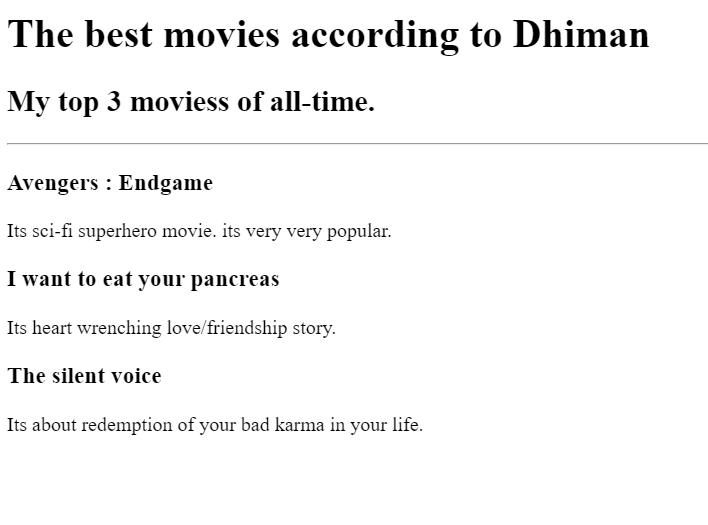 The best movies according to Dhiman
My top 3 moviess of all-time.
Avengers : Endgame
Its sci-fi superhero movie. its very very popular.
I want to eat your pancreas
Its heart wrenching love/friendship story.
The silent voice
Its about redemption of your bad karma in your life.